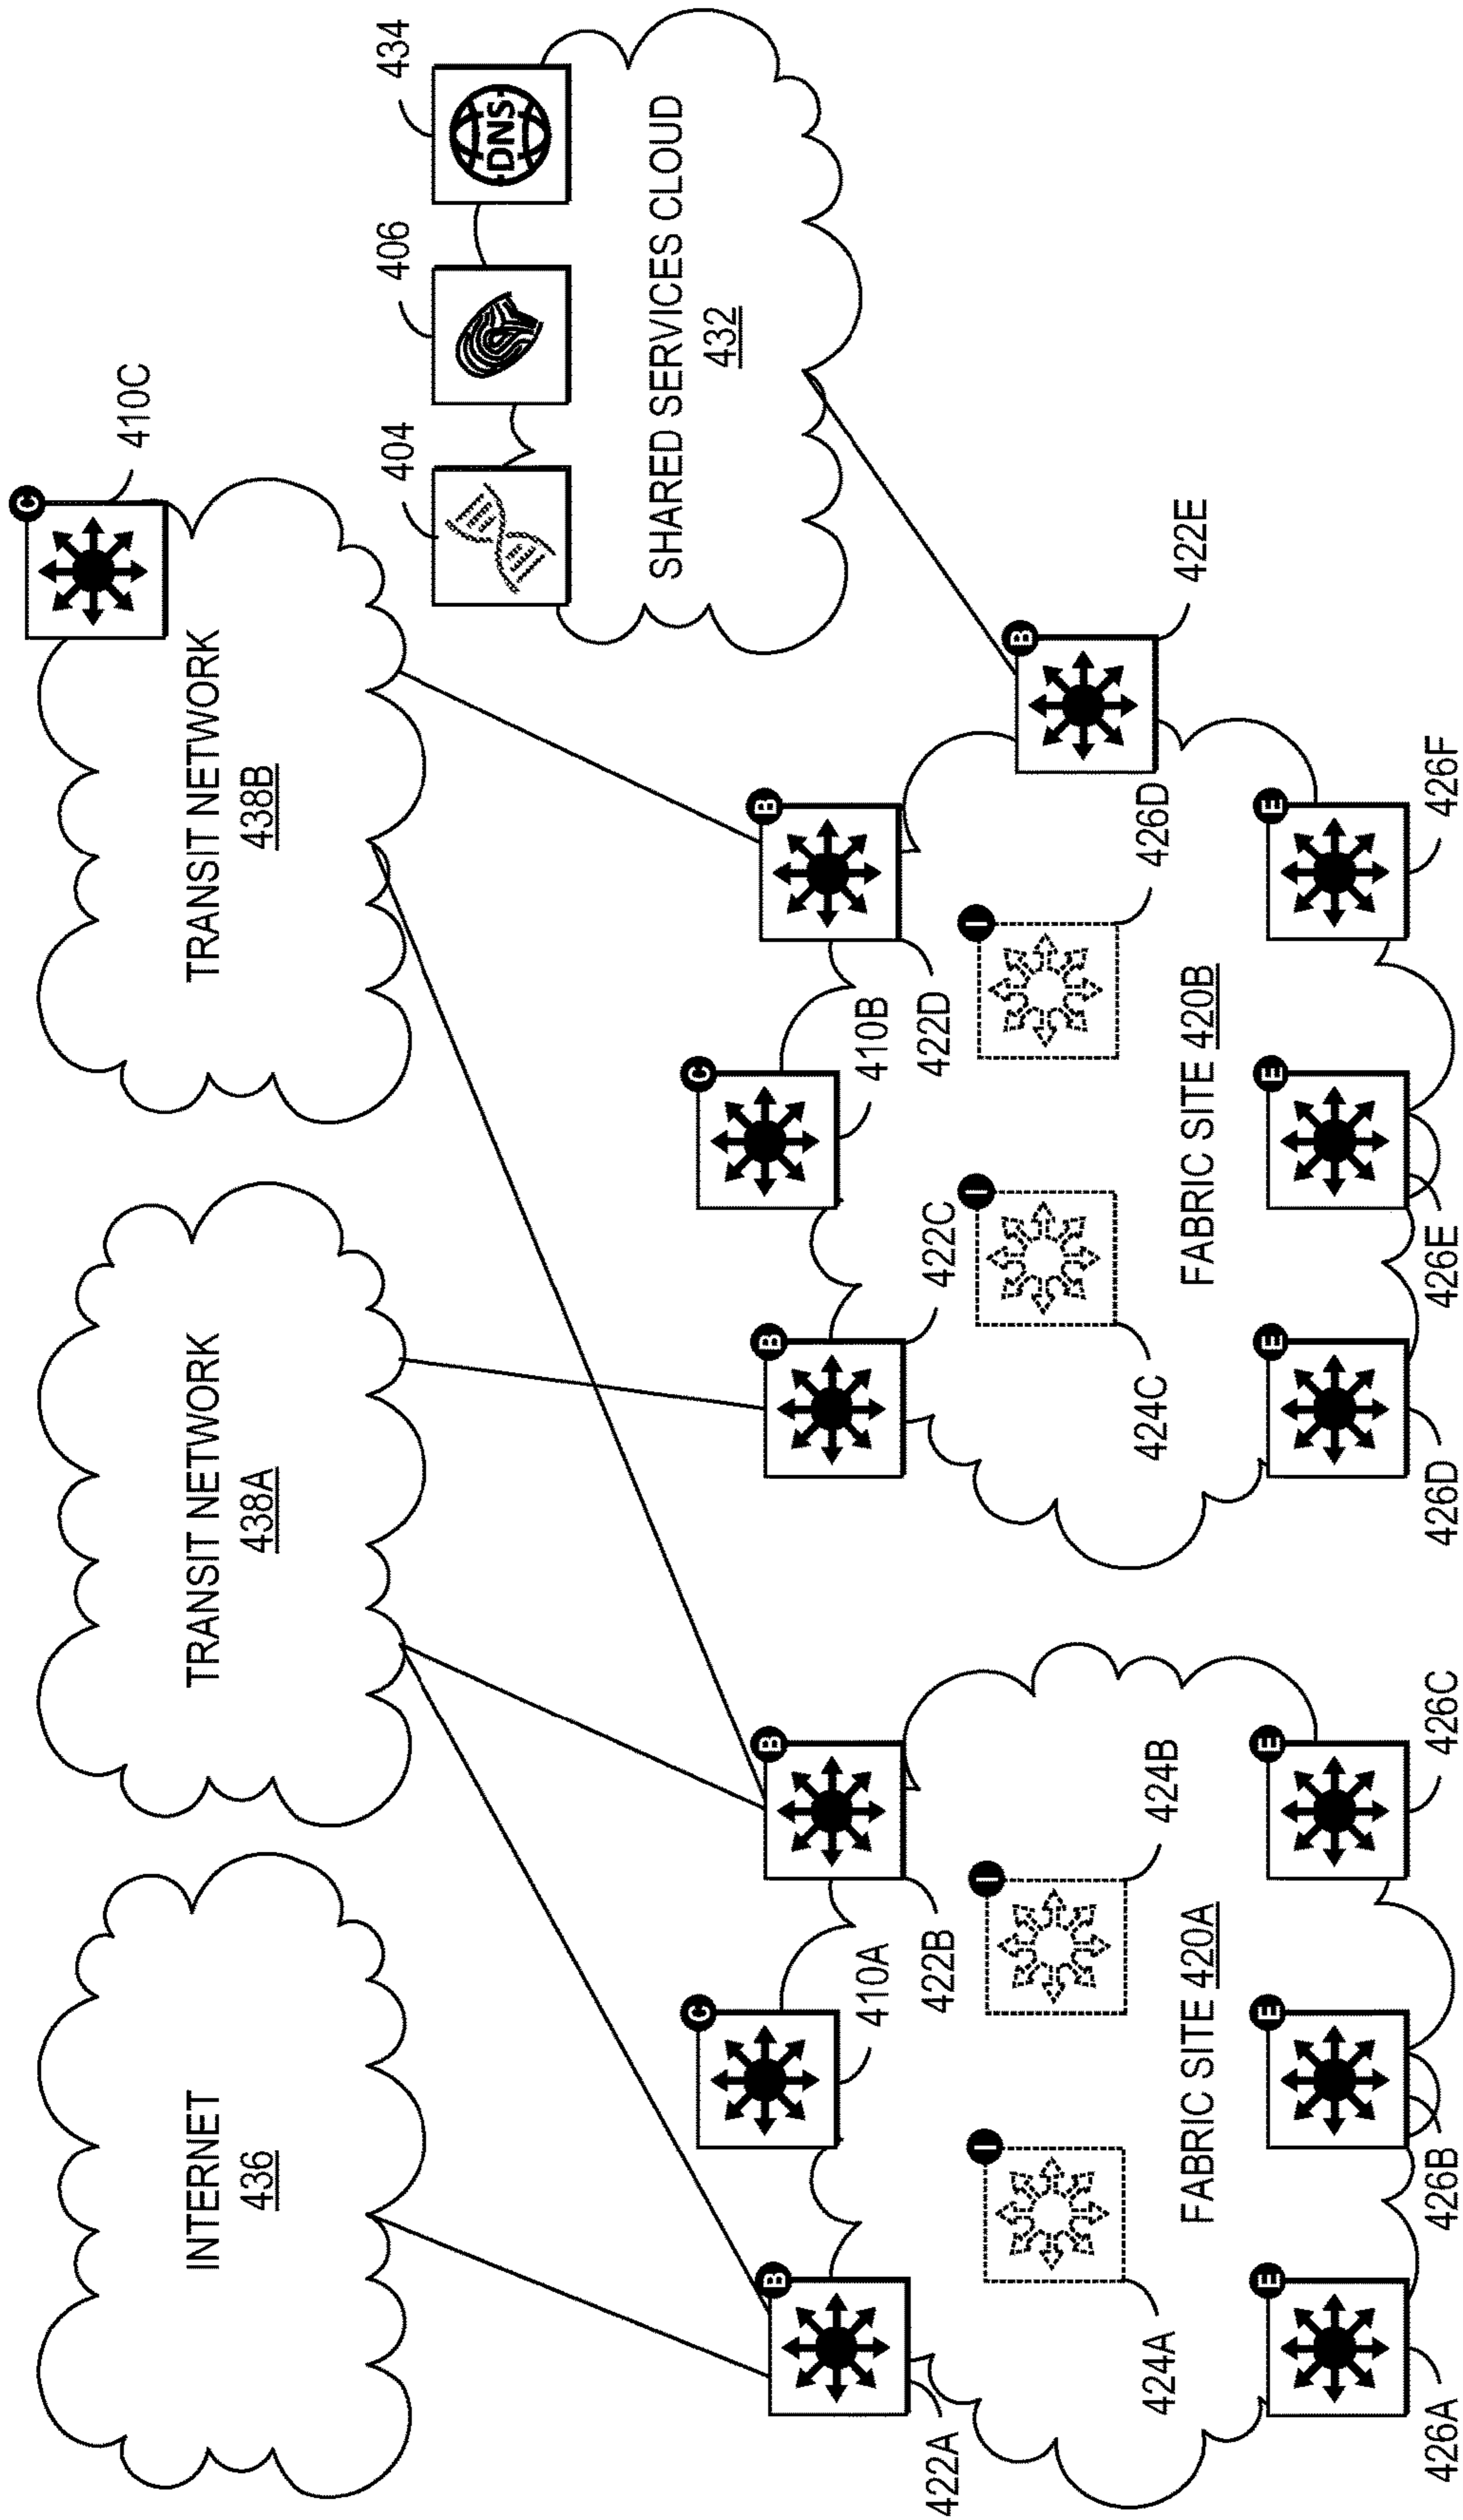 C
410C
INTERNET
436
TRANSIT NETWORK
438A
TRANSIT NETWORK
438B
404
406
434
DNS
SHARED SERVICES CLOUD
432
C
C
B
B
B
B
410A
410B
422A
422B
422C
422D
I
I
I
I
B
424A
424B
424C
426D
422E
FABRIC SITE 420A
FABRIC SITE 420B
E
E
E
E
E
E
426A
426B
426C
426D
426E
426F